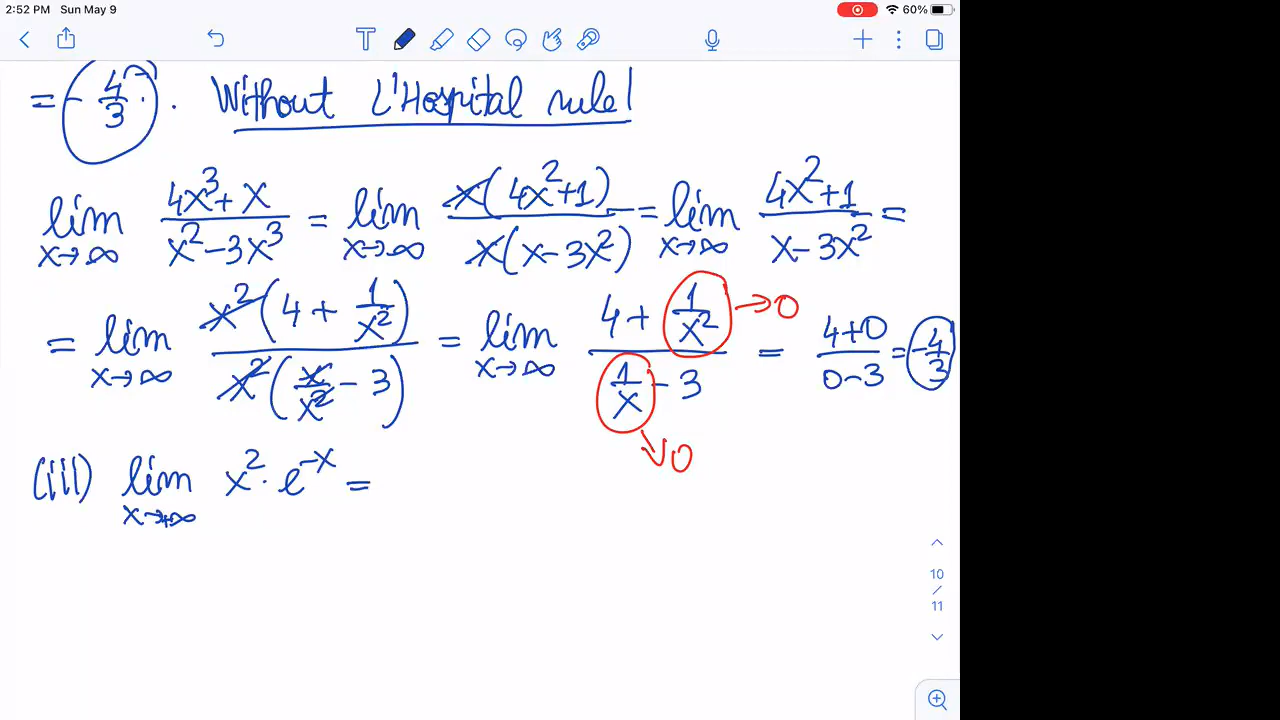 2:52 PM Sun May 9 60%
= -4/3. Without L'Hospital rule!
lim x→∞ (4x³+x)/(x²-3x³) = lim x→∞ x(4x²+1)/x(x-3x²) = lim x→∞ (4x²+1)/(x-3x²) =
= lim x→∞ x²(4+1/x²)/x²(x/x²-3) = lim x→∞ (4+1/x²)/(1/x-3) = (4+0)/(0-3) = -4/3
→0
→0
(iii) lim x→+∞ x²·e⁻ˣ =
10
/
11